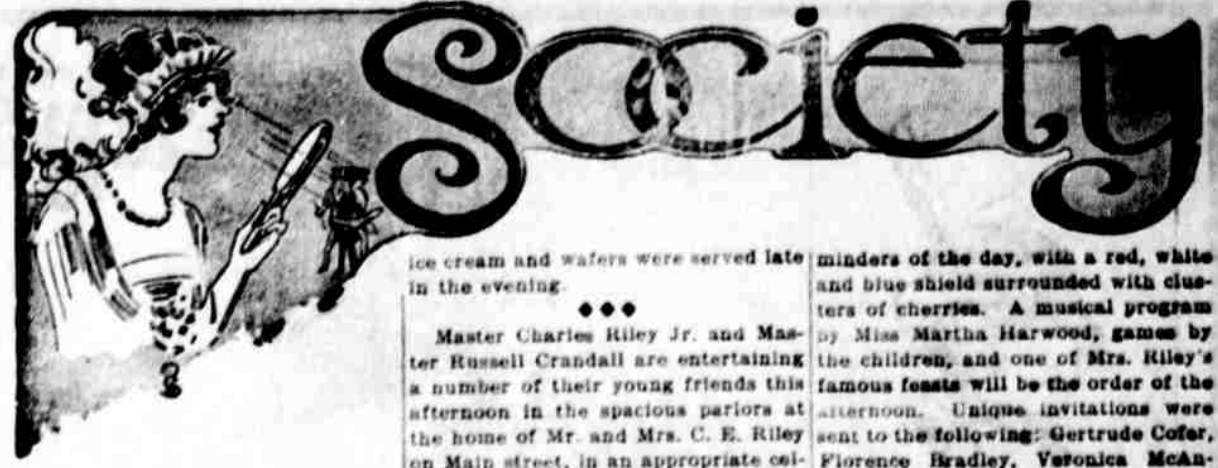 Society
ice cream and wafers were served late
in the evening.
◆◆◆
Master Charles Riley Jr. and Mas-
ter Russell Crandall are entertaining
a number of their young friends this
afternoon in the spacious parlors at
the home of Mr. and Mrs. C. E. Riley
on Main street, in an appropriate cel-
minders of the day, with a red, white
and blue shield surrounded with clus-
ters of cherries. A musical program
by Miss Martha Harwood, games by
the children, and one of Mrs. Riley's
famous feasts will be the order of the
afternoon. Unique invitations were
sent to the following: Gertrude Cofer,
Florence Bradley, Veronica McAn-